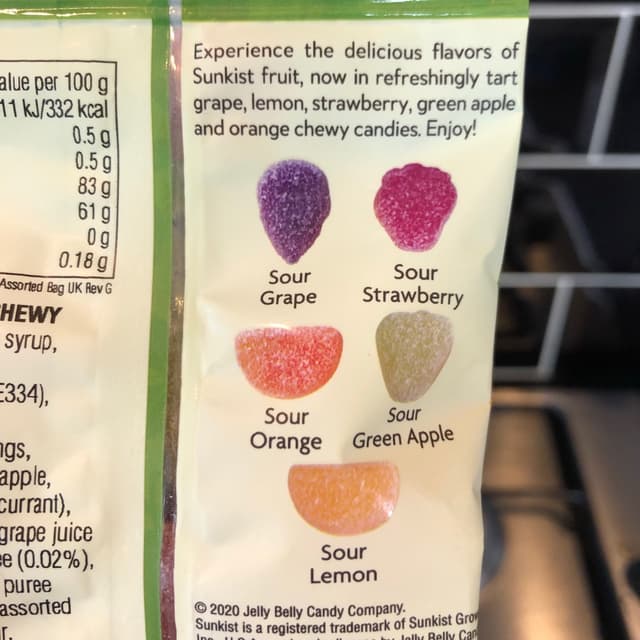 alue per 100 g
11 kJ/332 kcal
0.5 g
0.5 g
83 g
61 g
0 g
0.18 g
Assorted Bag UK Rev G
HEWY
syrup,
E334),
ngs,
apple,
currant),
grape juice
ee (0.02%),
puree
assorted
r.
Experience the delicious flavors of
Sunkist fruit, now in refreshingly tart
grape, lemon, strawberry, green apple
and orange chewy candies. Enjoy!
Sour
Grape
Sour
Strawberry
Sour
Orange
Sour
Green Apple
Sour
Lemon
© 2020 Jelly Belly Candy Company.
Sunkist is a registered trademark of Sunkist Grow
Jelly Belly Can